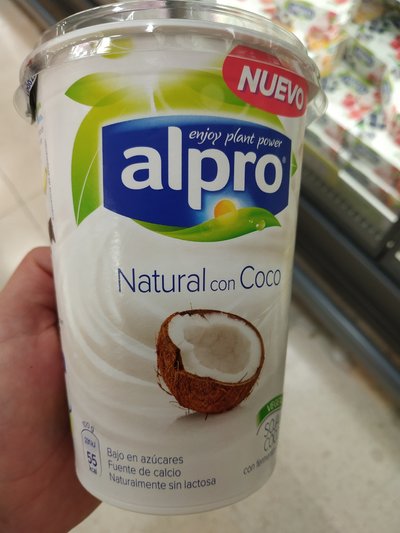 NUEVO
enjoy plant power
alpro
Natural con Coco
Bajo en azúcares
Fuente de calcio
Naturalmente sin lactosa
55